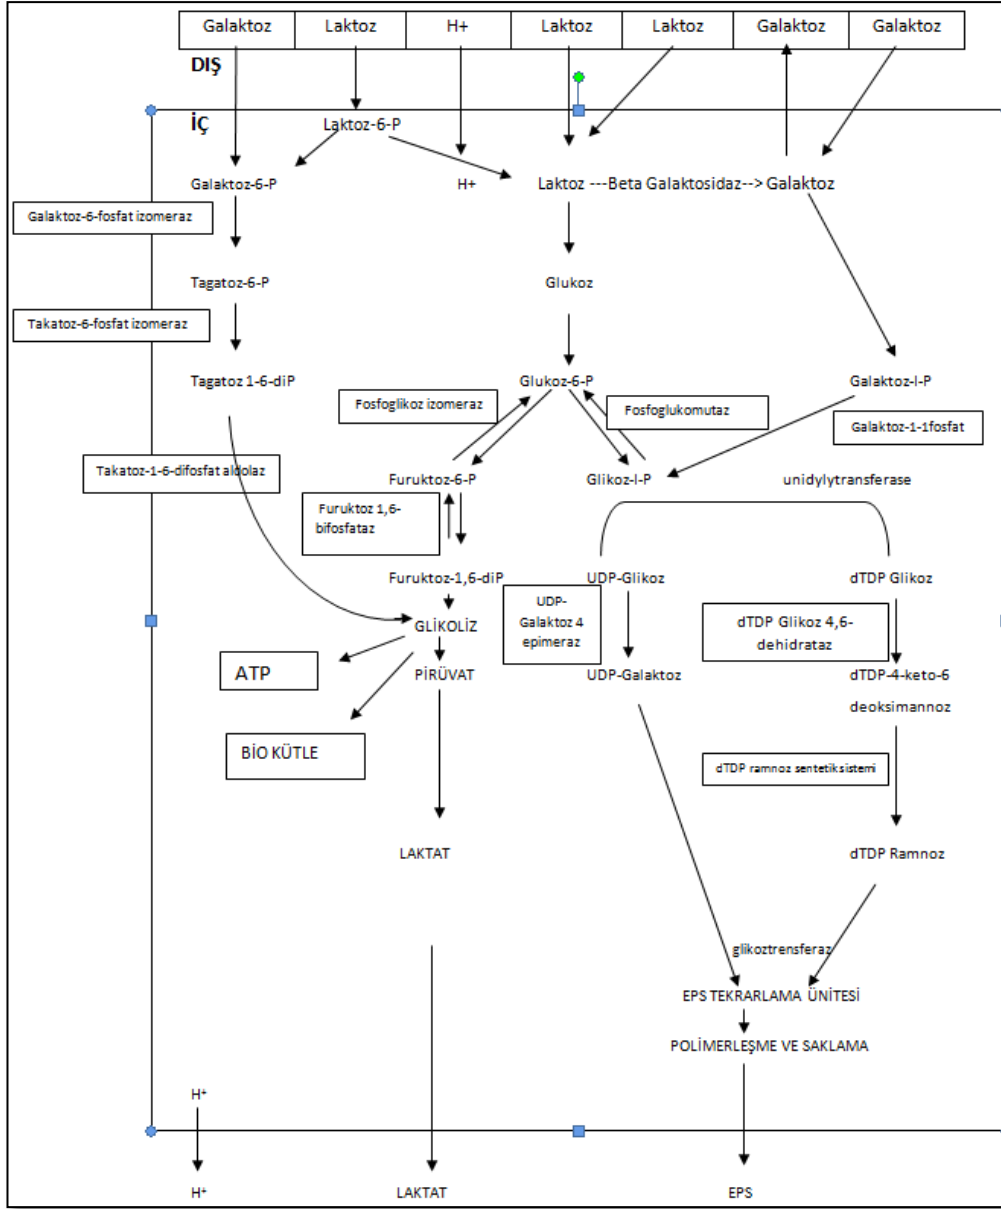 Galaktoz Laktoz H+ Laktoz Laktoz Galaktoz Galaktoz
DIŞ
İÇ
Laktoz-6-P
Galaktoz-6-P
H+
Laktoz ---Beta Galaktosidaz--> Galaktoz
Galaktoz-6-fosfat izomeraz
Tagatoz-6-P
Glukoz
Takatoz-6-fosfat izomeraz
Tagatoz 1-6-diP
Glukoz-6-P
Galaktoz-I-P
Fosfoglikoz izomeraz
Fosfoglukomutaz
Galaktoz-1-1fosfat
Takatoz-1-6-difosfat aldolaz
Furuktoz-6-P
Glikoz-I-P
unidylytransferase
Furuktoz 1,6-
bifosfataz
Furuktoz-1,6-diP
UDP-Glikoz
dTDP Glikoz
UDP-
Galaktoz 4
epimeraz
dTDP Glikoz 4,6-
dehidrataz
GLİKOLİZ
ATP
PİRÜVAT
UDP-Galaktoz
dTDP-4-keto-6
deoksimannoz
BİO KÜTLE
dTDP ramnoz sentetik sistemi
LAKTAT
dTDP Ramnoz
glikoztrensferaz
EPS TEKRARLAMA ÜNİTESİ
POLİMERLEŞME VE SAKLAMA
H+
H+
LAKTAT
EPS